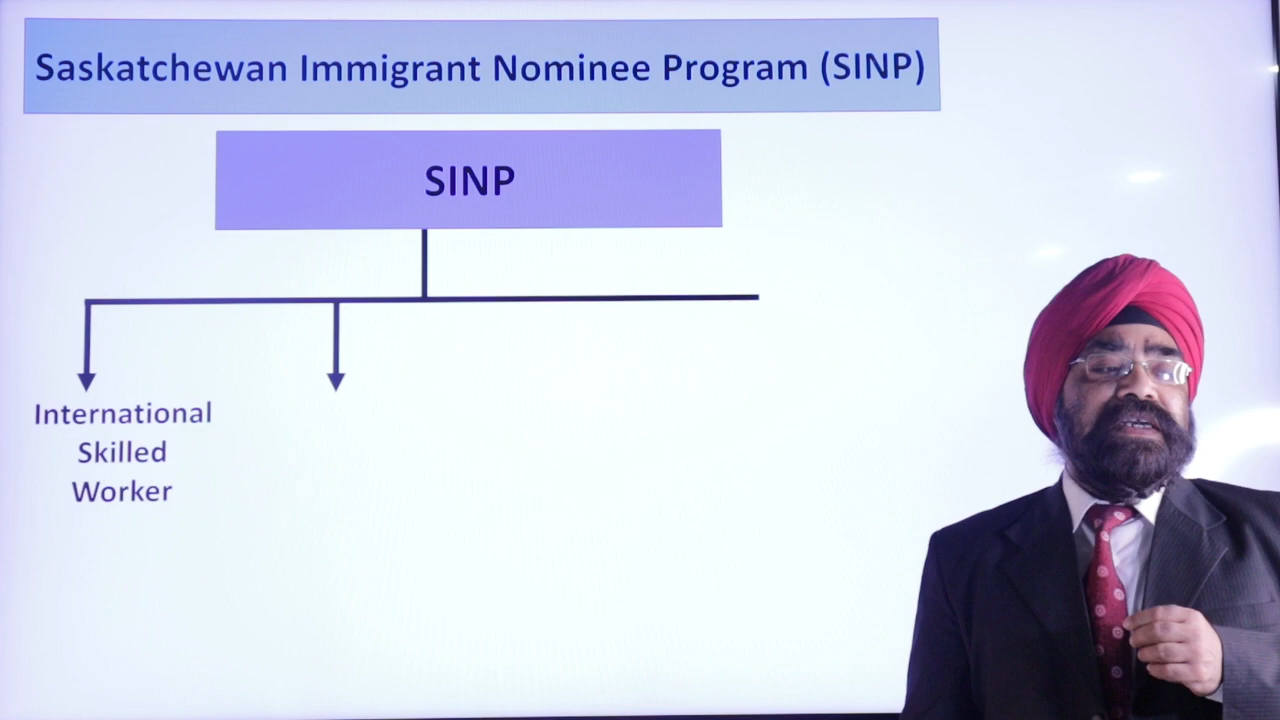 Saskatchewan Immigrant Nominee Program (SINP)
SINP
International
Skilled
Worker